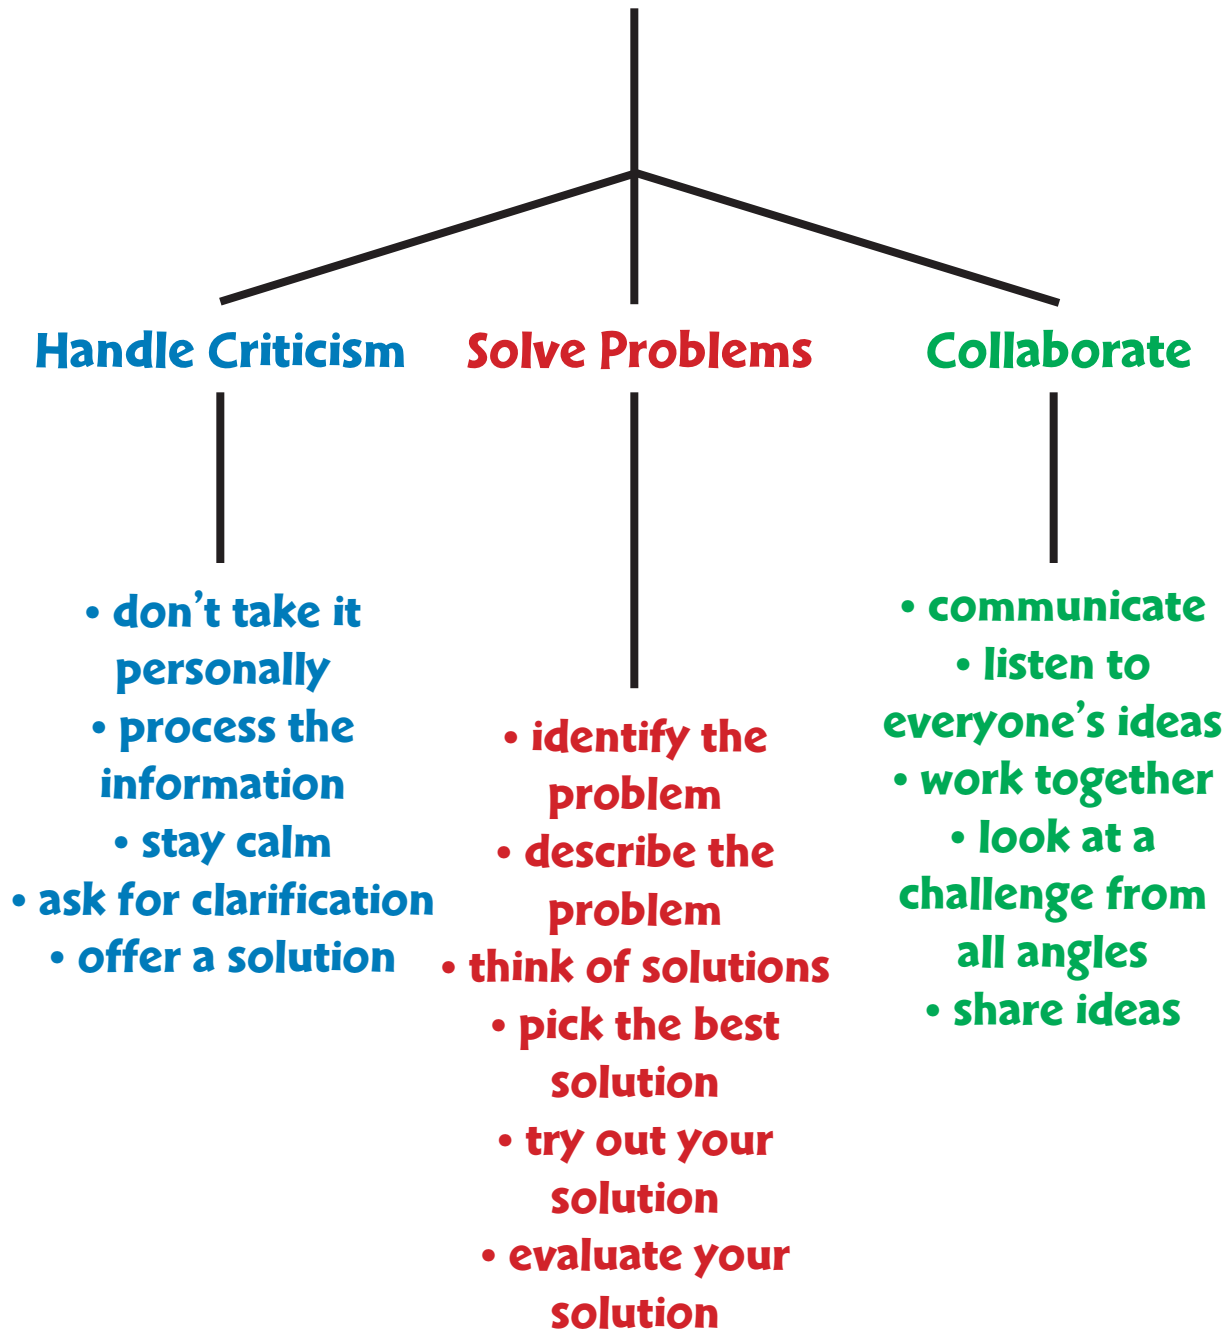 Handle Criticism
• don't take it
personally
• process the
information
• stay calm
• ask for clarification
• offer a solution
Solve Problems
• identify the
problem
• describe the
problem
• think of solutions
• pick the best
solution
• try out your
solution
• evaluate your
solution
Collaborate
• communicate
• listen to
everyone's ideas
• work together
• look at a
challenge from
all angles
• share ideas